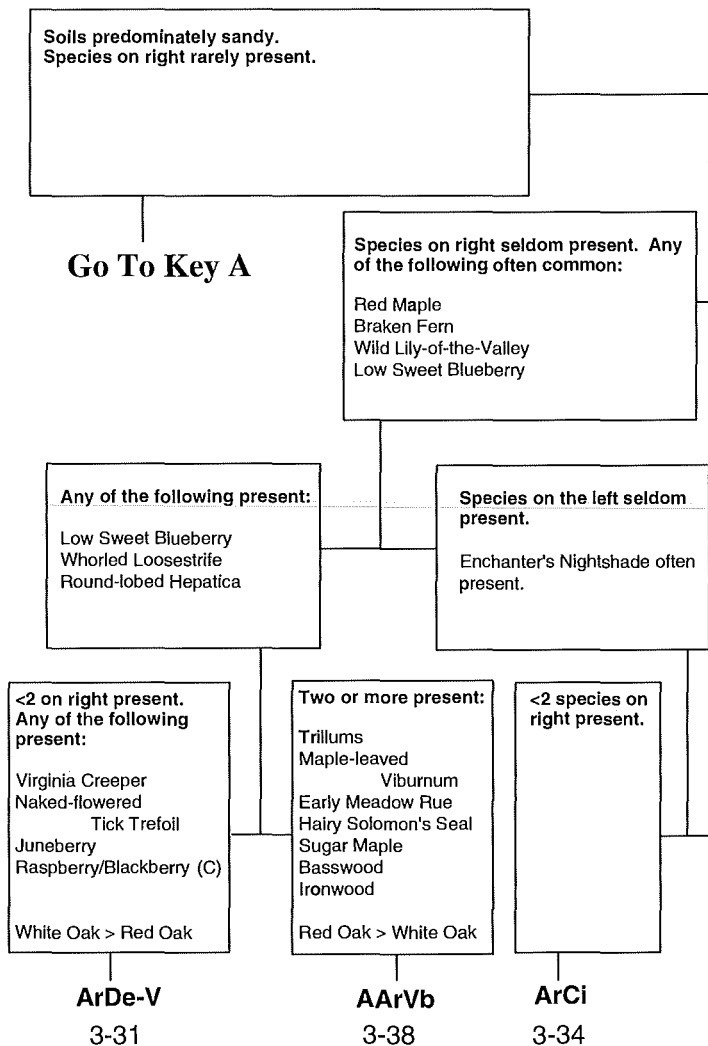 Soils predominately sandy.
Species on right rarely present.
Go To Key A
Species on right seldom present. Any
of the following often common:
Red Maple
Braken Fern
Wild Lily-of-the-Valley
Low Sweet Blueberry
Any of the following present:
Low Sweet Blueberry
Whorled Loosestrife
Round-lobed Hepatica
Species on the left seldom
present.
Enchanter's Nightshade often
present.
<2 on right present.
Any of the following
present:
Virginia Creeper
Naked-flowered
Tick Trefoil
Juneberry
Raspberry/Blackberry (C)
White Oak > Red Oak
ArDe-V
3-31
Two or more present:
Trillums
Maple-leaved
Viburnum
Early Meadow Rue
Hairy Solomon's Seal
Sugar Maple
Basswood
Ironwood
Red Oak > White Oak
AArVb
3-38
<2 species on
right present.
ArCi
3-34